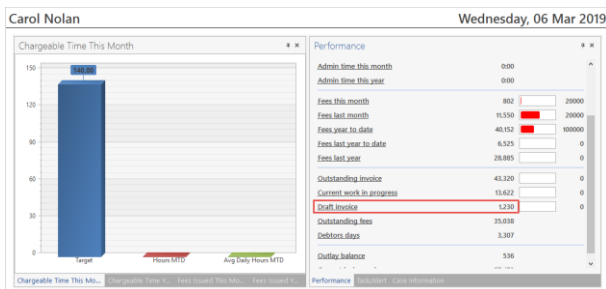 Carol Nolan
Wednesday, 06 Mar 2019
Chargeable Time This Month
150
140.00
120
90
60
30
0
Target
Hours MTD
Avg Daily Hours MTD
Chargeable Time This Mo...
Chargeable Time Y...
Fees Issued This Mo...
Fees Issued Y...
Performance
Admin time this month 0:00
Admin time this year 0:00
Fees this month 802 20000
Fees last month 11,550 20000
Fees year to date 40,152 100000
Fees last year to date 6,525 0
Fees last year 28,885 0
Outstanding invoice 43,320 0
Current work in progress 13,622 0
Draft invoice 1,230 0
Outstanding fees 35,038
Debtors days 3,307
Outlay balance 536
Performance
Task/Alert
Case Information